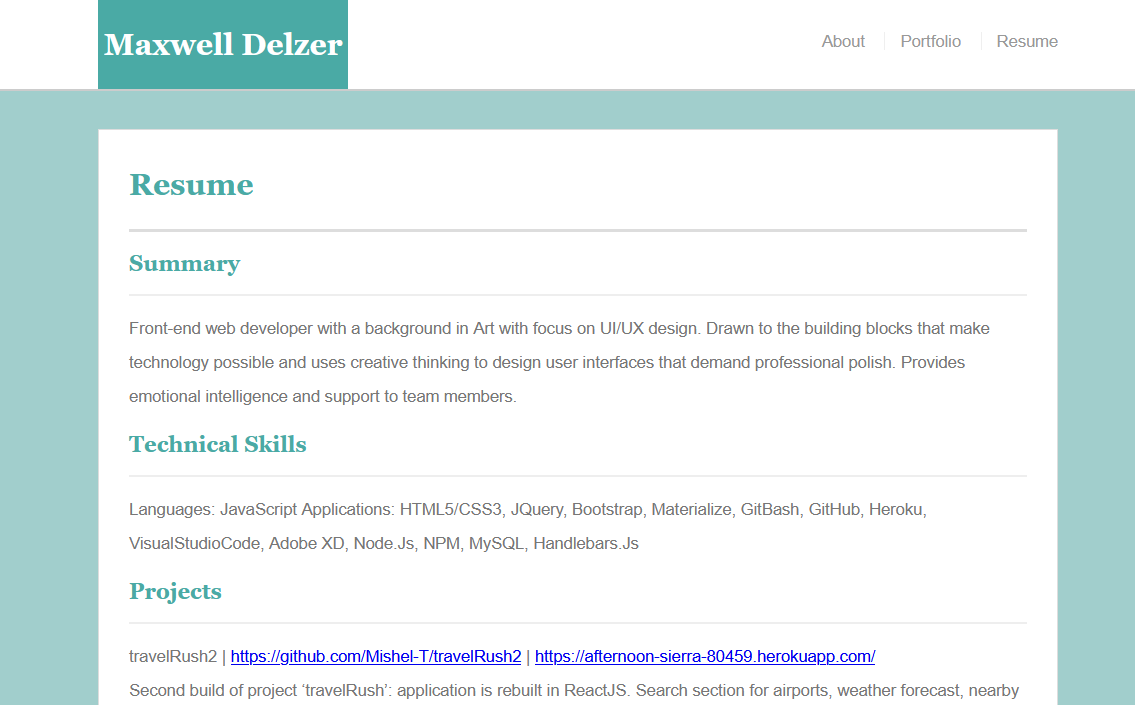 Maxwell Delzer
About
Portfolio
Resume
Resume
Summary
Front-end web developer with a background in Art with focus on UI/UX design. Drawn to the building blocks that make
technology possible and uses creative thinking to design user interfaces that demand professional polish. Provides
emotional intelligence and support to team members.
Technical Skills
Languages: JavaScript Applications: HTML5/CSS3, JQuery, Bootstrap, Materialize, GitBash, GitHub, Heroku,
VisualStudioCode, Adobe XD, Node.Js, NPM, MySQL, Handlebars.Js
Projects
travelRush2 | https://github.com/Mishel-T/travelRush2 | https://afternoon-sierra-80459.herokuapp.com/
Second build of project ‘travelRush’: application is rebuilt in ReactJS. Search section for airports, weather forecast, nearby